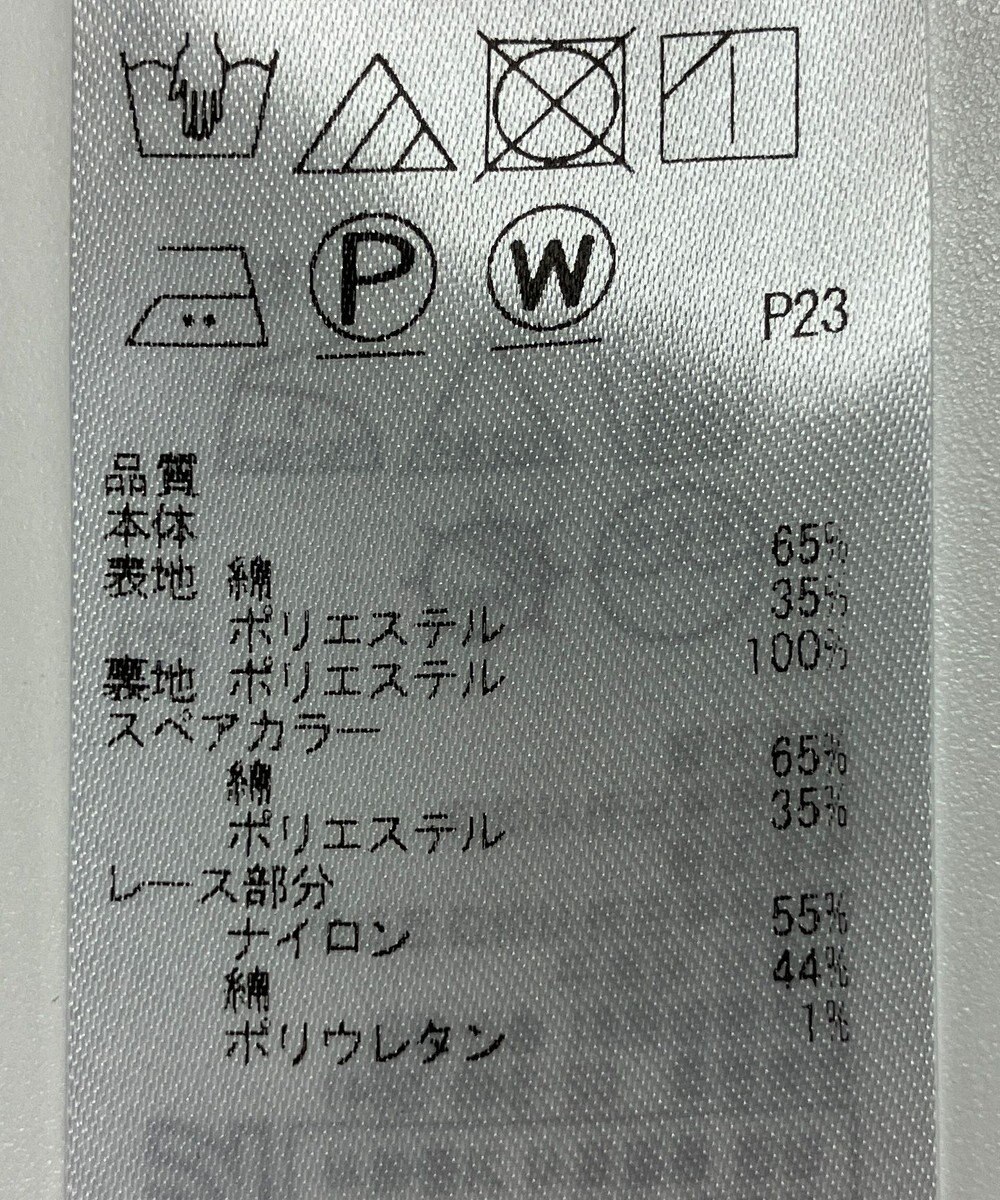 P W P23
品質
本体
表地 綿 65%
ポリエステル 35%
裏地 ポリエステル 100%
スペアカラー
綿 65%
ポリエステル 35%
レース部分
ナイロン 55%
綿 44%
ポリウレタン 1%